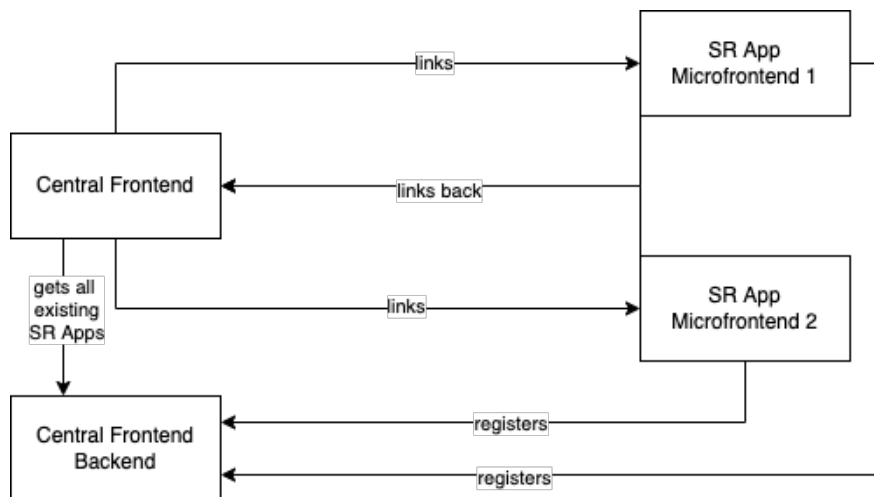 SR App
Microfrontend 1
links
Central Frontend
links back
gets all
existing
SR Apps
links
SR App
Microfrontend 2
Central Frontend
Backend
registers
registers